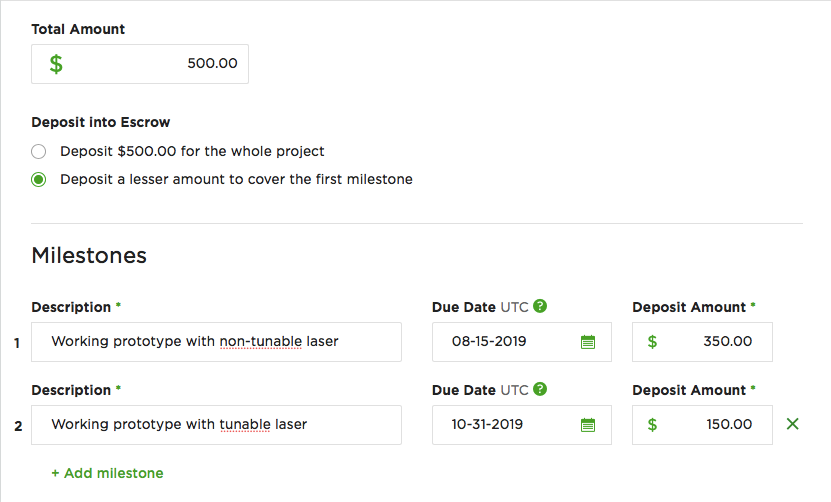 Total Amount
$ 500.00
Deposit into Escrow
Deposit $500.00 for the whole project
Deposit a lesser amount to cover the first milestone
Milestones
Description * Due Date UTC ? Deposit Amount *
1 Working prototype with non-tunable laser 08-15-2019 $ 350.00
Description * Due Date UTC ? Deposit Amount *
2 Working prototype with tunable laser 10-31-2019 $ 150.00
+ Add milestone